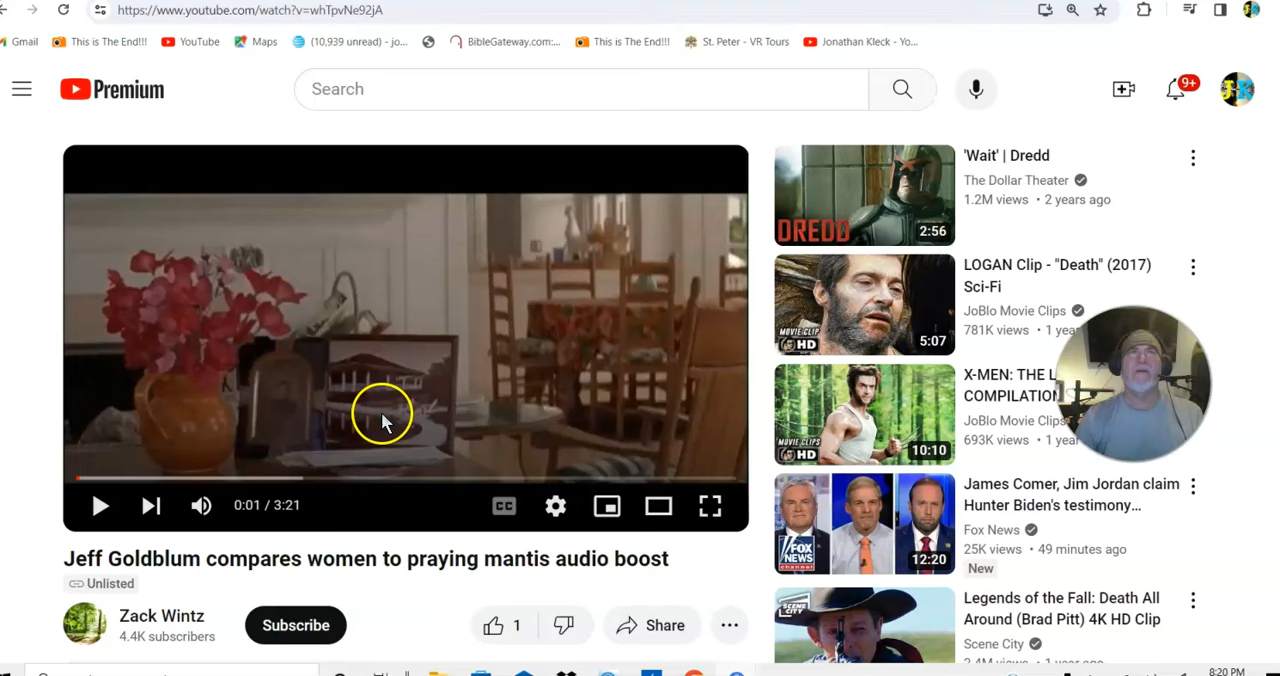 https://www.youtube.com/watch?v=whTpvNe92jA
Gmail
This is The End!!!
YouTube
Maps
(10,939 unread) - jo...
BibleGateway.com:...
This is The End!!!
St. Peter - VR Tours
Jonathan Kleck - Yo...
Premium
Search
9+
0:01 / 3:21
CC
Jeff Goldblum compares women to praying mantis audio boost
Unlisted
Zack Wintz
4.4K subscribers
Subscribe
1
Share
DREDD
2:56
'Wait' | Dredd
The Dollar Theater
1.2M views • 2 years ago
MOVIE CLIP
HD
5:07
LOGAN Clip - "Death" (2017)
Sci-Fi
JoBlo Movie Clips
781K views • 1 yea
MOVIE CLIPS
HD
10:10
X-MEN: THE L
COMPILATION
JoBlo Movie Clips
693K views • 1 yea
FOX NEWS
channel
12:20
James Comer, Jim Jordan claim
Hunter Biden's testimony…
Fox News
25K views • 49 minutes ago
New
SCENE CITY
Legends of the Fall: Death All
Around (Brad Pitt) 4K HD Clip
Scene City
8:20 PM